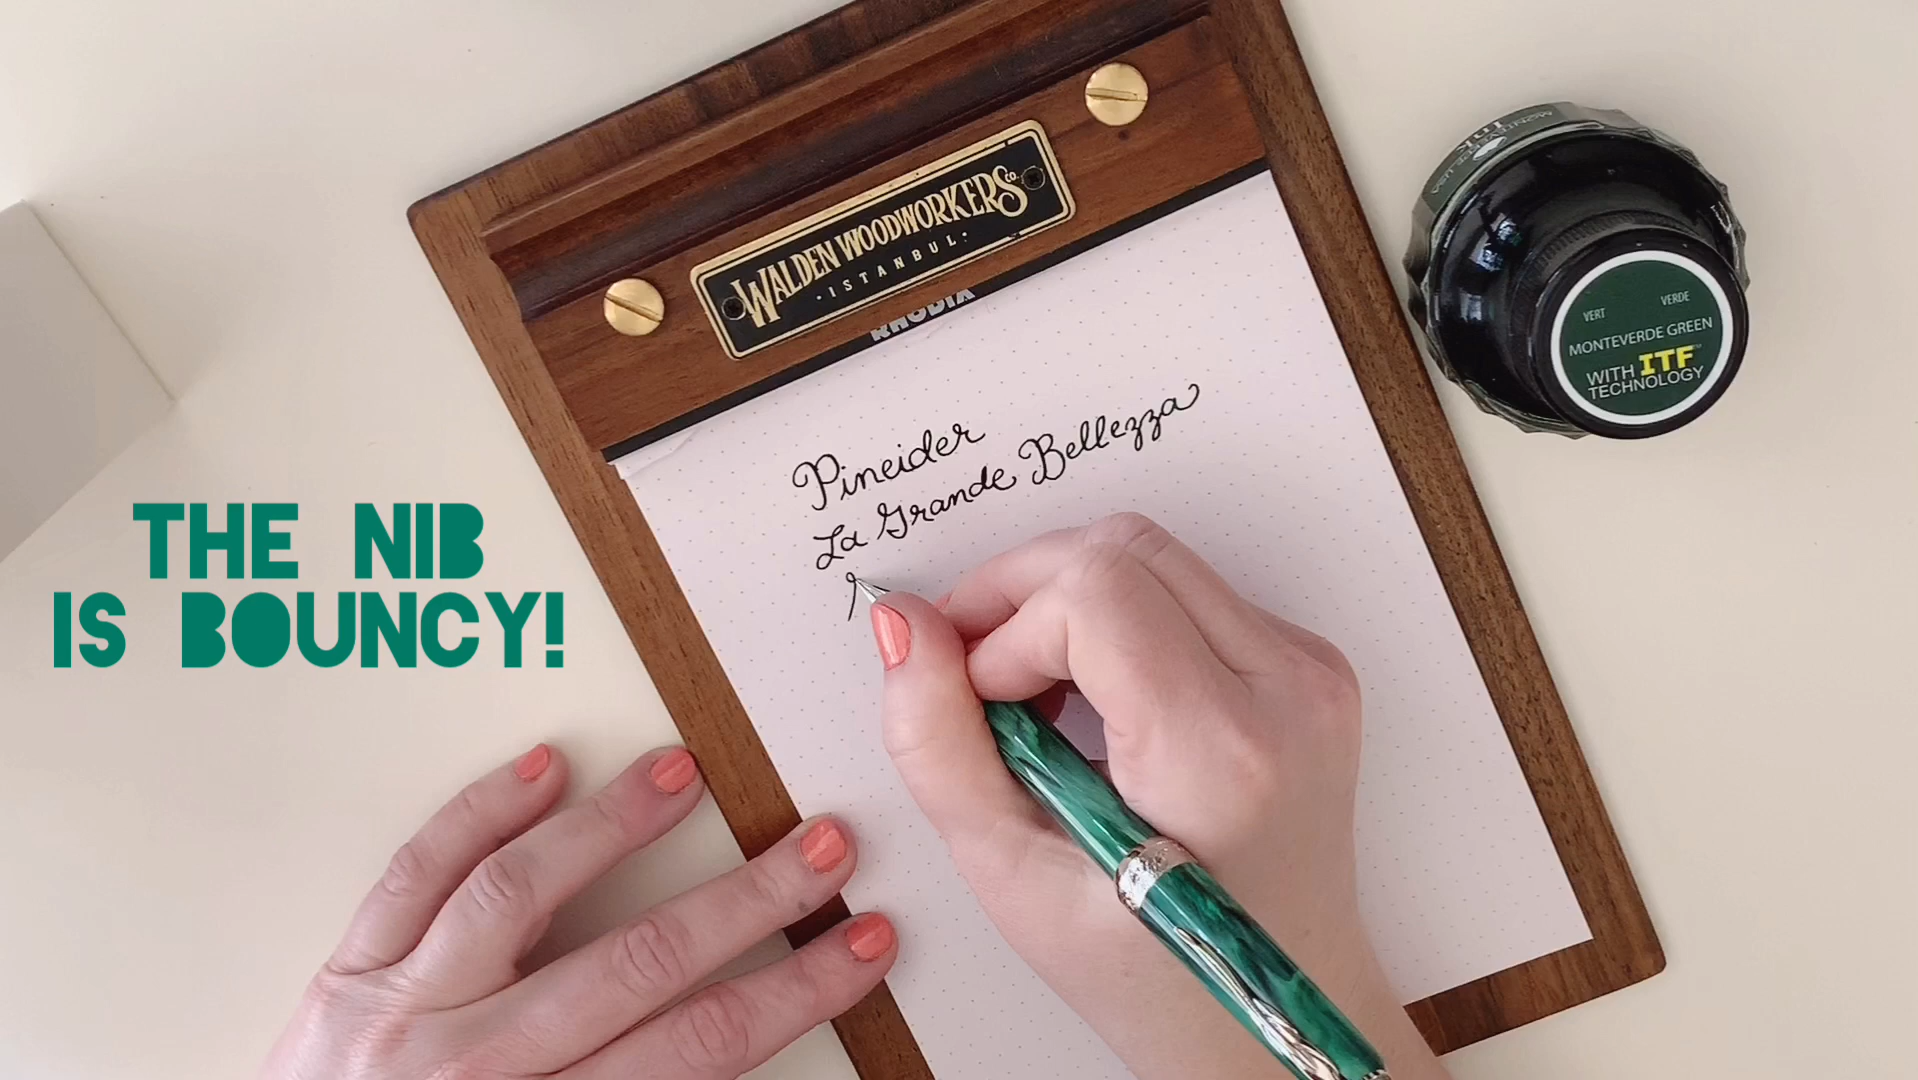 WALDEN WOODWORKERS CO.
· ISTANBUL ·
RHODIA
Pineider
La Grande Bellezza
THE NIB
IS BOUNCY!
VERT VERDE
MONTEVERDE GREEN
WITH ITF™
TECHNOLOGY